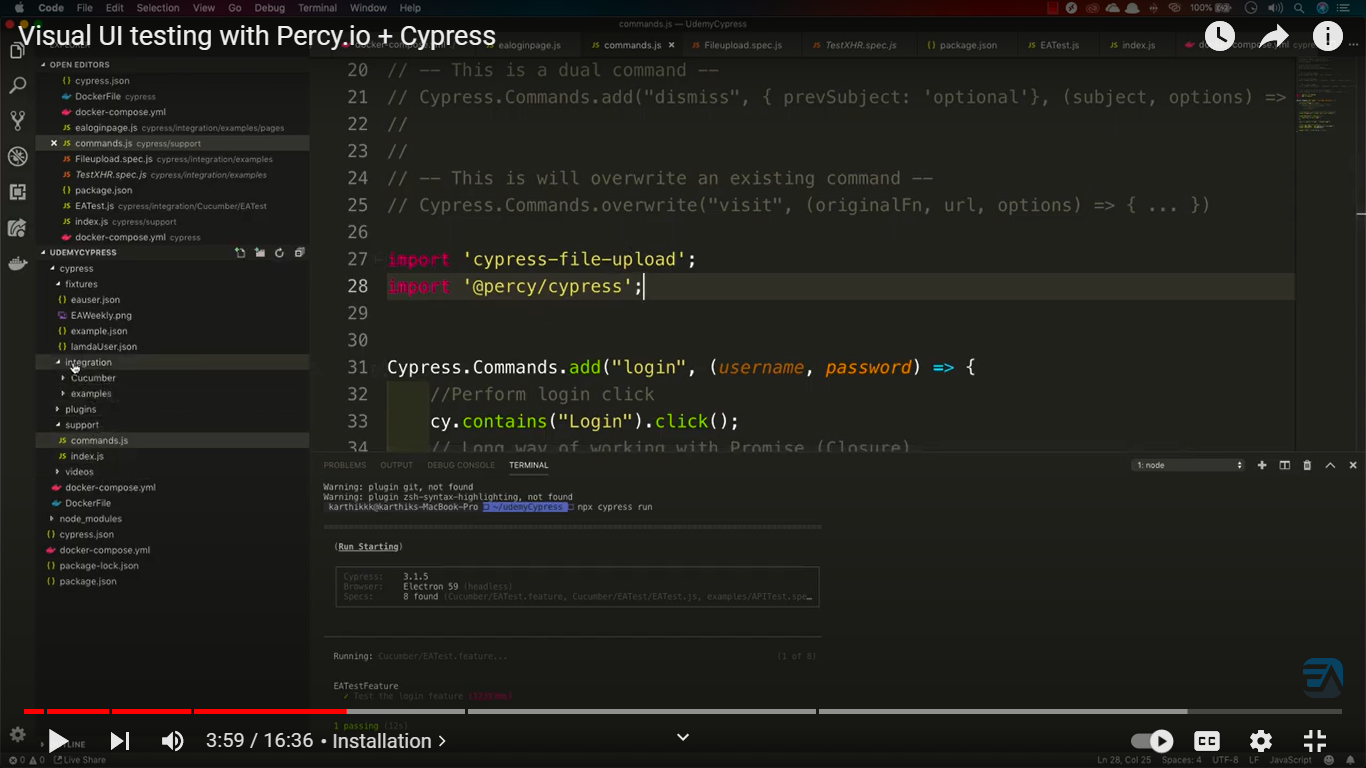 Code File Edit Selection View Go Debug Terminal Window Help 100%
commands.js — UdemyCypress
Visual UI testing with Percy.io + Cypress
ealoginpage.js commands.js Fileupload.spec.js TestXHR.spec.js package.json EATest.js index.js
OPEN EDITORS
cypress.json
DockerFile cypress
docker-compose.yml
ealoginpage.js cypress/integration/examples/pages
commands.js cypress/support
Fileupload.spec.js cypress/integration/examples
TestXHR.spec.js cypress/integration/examples
package.json
EATest.js cypress/integration/Cucumber/EATest
index.js cypress/support
docker-compose.yml cypress
UDEMYCYPRESS
cypress
fixtures
eauser.json
EAWeekly.png
example.json
lamdaUser.json
integration
Cucumber
examples
plugins
support
commands.js
index.js
videos
docker-compose.yml
DockerFile
node_modules
cypress.json
docker-compose.yml
package-lock.json
package.json
20 // -- This is a dual command --
21 // Cypress.Commands.add("dismiss", { prevSubject: 'optional'}, (subject, options) =>
22 //
23 //
24 // -- This is will overwrite an existing command --
25 // Cypress.Commands.overwrite("visit", (originalFn, url, options) => { ... })
26
27 import 'cypress-file-upload';
28 import '@percy/cypress';
29
30
31 Cypress.Commands.add("login", (username, password) => {
32 //Perform login click
33 cy.contains("Login").click();
34 // Long way of working with Promise (Closure)
PROBLEMS OUTPUT DEBUG CONSOLE TERMINAL 1: node
Warning: plugin git, not found
Warning: plugin zsh-syntax-highlighting, not found
karthikkk@karthiks-MacBook-Pro ~/udemyCypress npx cypress run
(Run Starting)
Cypress: 3.1.5
Browser: Electron 59 (headless)
Specs: 8 found (Cucumber/EATest.feature, Cucumber/EATest/EATest.js, examples/APITest.spe…
Running: Cucumber/EATest.feature... (1 of 8)
EATestFeature
✓ Test the login feature
1 passing (12s)
3:59 / 16:36 • Installation >
CC
EA
0 0 Live Share Ln 28, Col 25 Spaces: 4 UTF-8 LF JavaScript